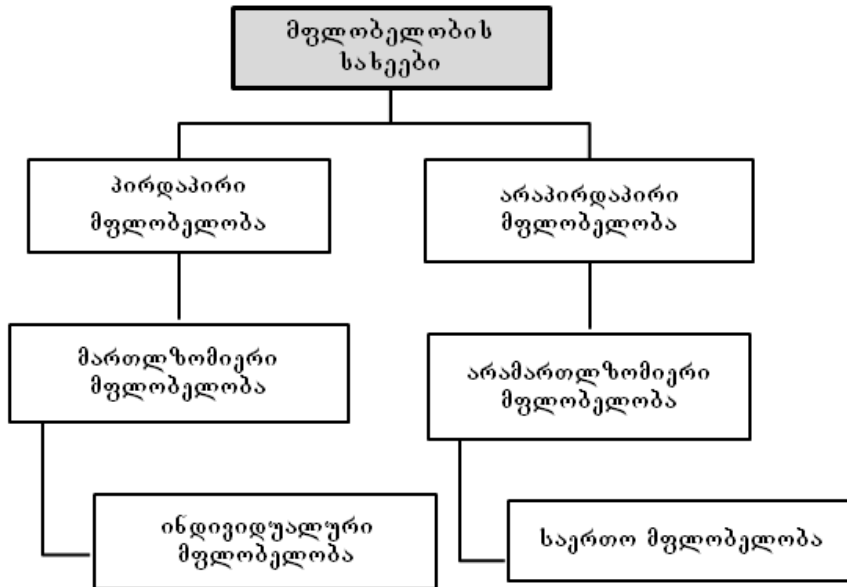 მფლობელობის
სახეები
პირდაპირი
მფლობელობა
არაპირდაპირი
მფლობელობა
მართლზომიერი
მფლობელობა
არამართლზომიერი
მფლობელობა
ინდივიდუალური
მფლობელობა
საერთო მფლობელობა